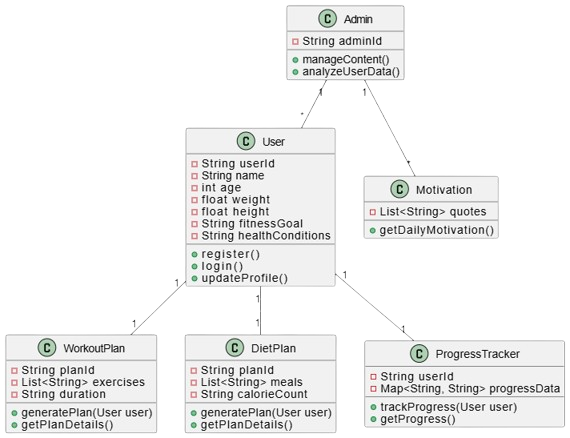 C Admin
String adminId
manageContent()
analyzeUserData()
1
1
*
*
C User
String userId
String name
int age
float weight
float height
String fitnessGoal
String healthConditions
register()
login()
updateProfile()
C Motivation
List<String> quotes
getDailyMotivation()
1
1
1
1
1
1
C WorkoutPlan
String planId
List<String> exercises
String duration
generatePlan(User user)
getPlanDetails()
C DietPlan
String planId
List<String> meals
String calorieCount
generatePlan(User user)
getPlanDetails()
C ProgressTracker
String userId
Map<String, String> progressData
trackProgress(User user)
getProgress()